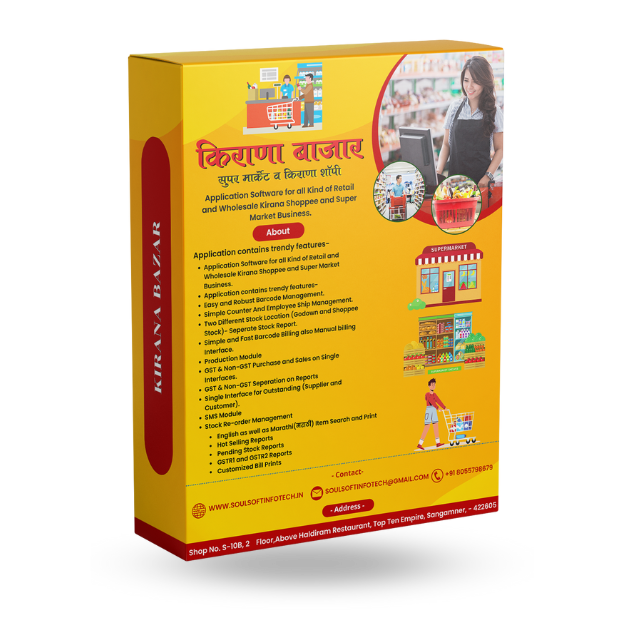 KIRANA BAZAR
किराणा बाजार
सुपर मार्केट व किराणा शॉपी
Application Software for all Kind of Retail
and Wholesale Kirana Shoppee and Super
Market Business.
About
Application contains trendy features-
• Application Software for all Kind of Retail and
Wholesale Kirana Shoppee and Super Market
Business.
• Application contains trendy features-
• Easy and Robust Barcode Management.
• Simple Counter And Employee Ship Management.
• Two Different Stock Location (Godown and Shoppee
Stock)- Seperate Stock Report.
• Simple and Fast Barcode Billing also Manual billing
Interface.
• Production Module
• GST & Non-GST Purchase and Sales on Single
Interfaces.
• GST & Non-GST Seperation on Reports
• Single Interface for Outstanding (Supplier and
Customer).
• SMS Module
• Stock Re-order Management
• English as well as Marathi(मराठी) Item Search and Print
• Hot Selling Reports
• Pending Stock Reports
• GSTR1 and GSTR2 Reports
• Customized Bill Prints
SUPERMARKET
- Contact-
WWW.SOULSOFTINFOTECH.IN
SOULSOFTINFOTECH@GMAIL.COM
+91 8055798679
- Address -
Shop No. S-10B, 2 Floor,Above Haldiram Restaurant, Top Ten Empire, Sangamner, - 422605